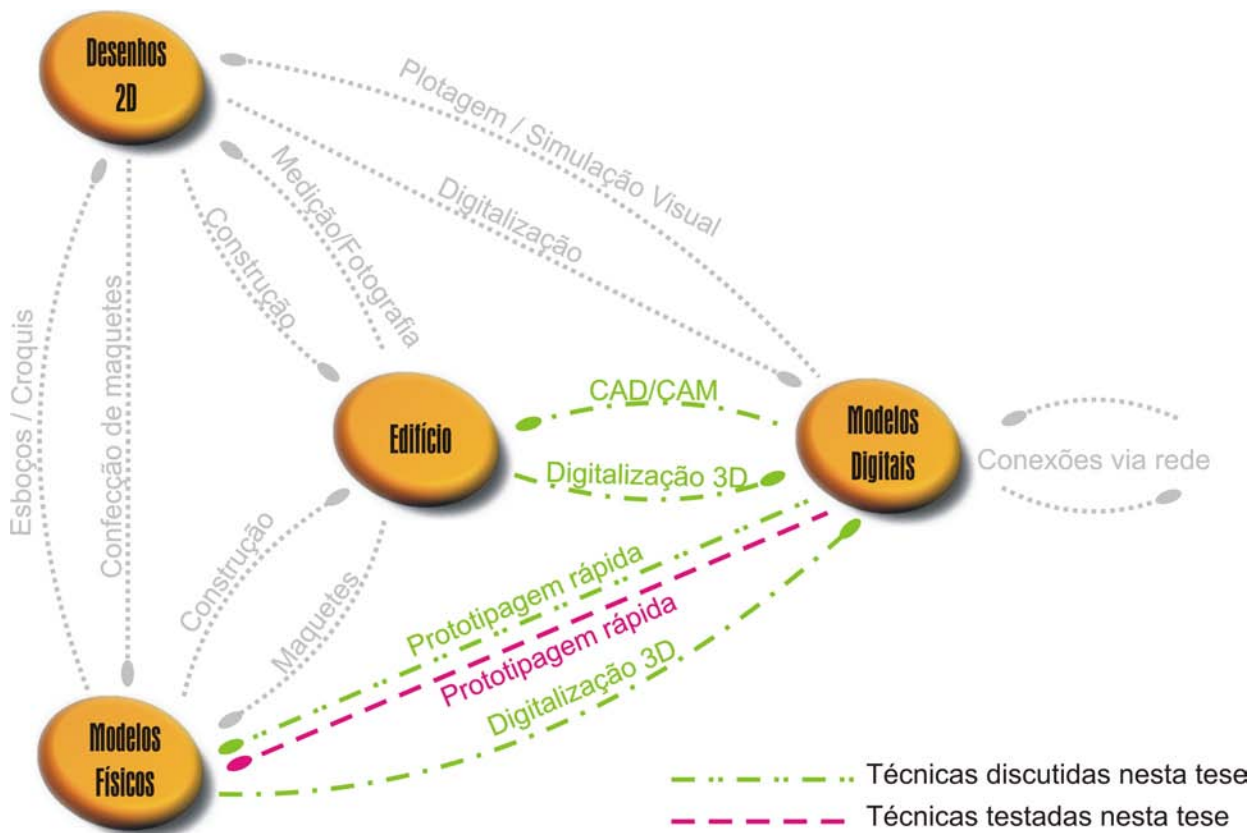 Desenhos
2D
Plotagem / Simulação Visual
Digitalização
Medição/Fotografia
Construção
Esboços / Croquis
Confecção de maquetes
Edifício
CAD/CAM
Digitalização 3D
Modelos
Digitais
Conexões via rede
Construção
Maquetes
Prototipagem rápida
Prototipagem rápida
Digitalização 3D
Modelos
Físicos
Técnicas discutidas nesta tese
Técnicas testadas nesta tese